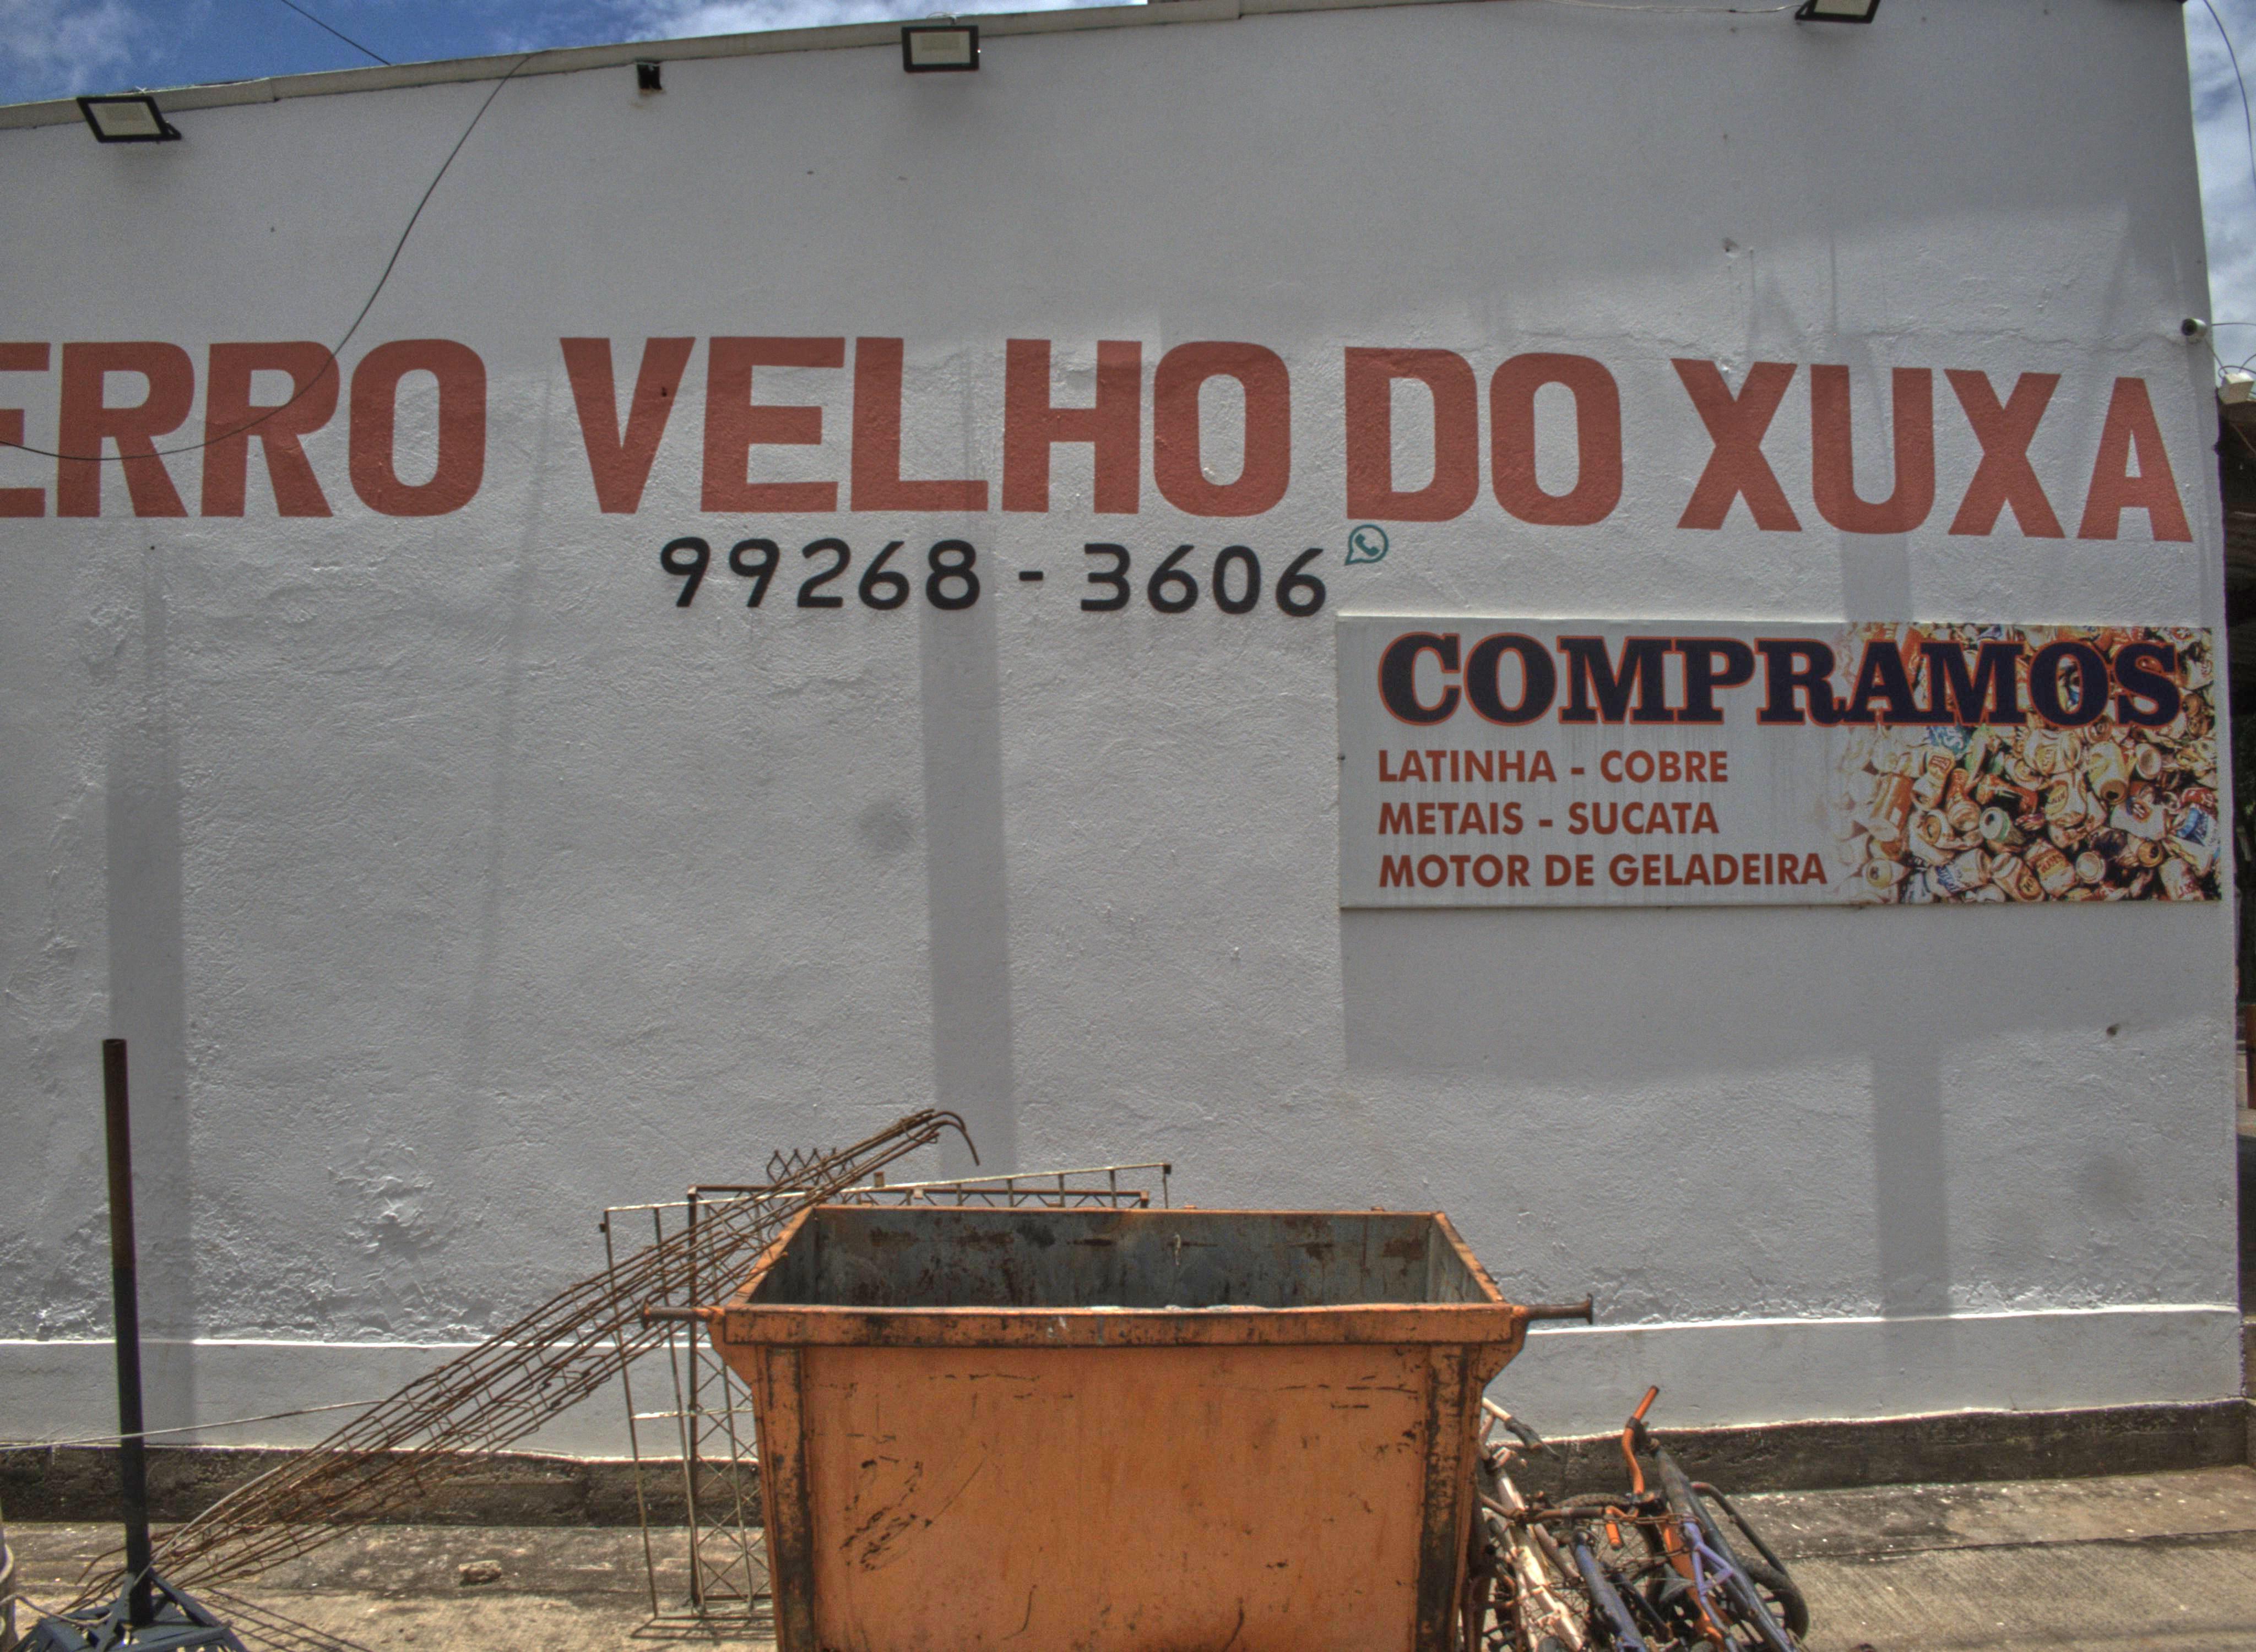 ERRO VELHO DO XUXA
99268 - 3606
COMPRAMOS
LATINHA - COBRE
METAIS - SUCATA
MOTOR DE GELADEIRA